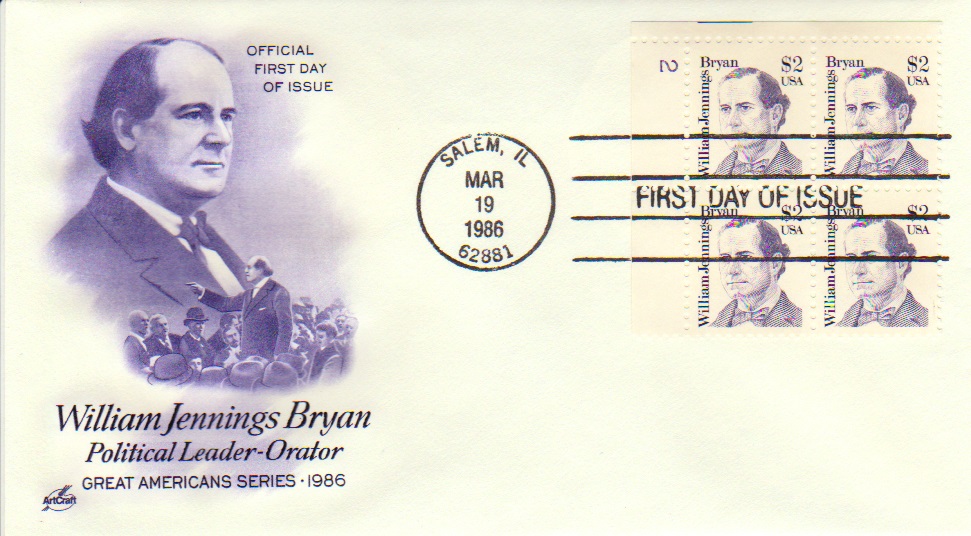 OFFICIAL
FIRST DAY
OF ISSUE
William Jennings Bryan
Political Leader-Orator
GREAT AMERICANS SERIES · 1986
ArtCraft
SALEM, IL
MAR
19
1986
62881
FIRST DAY OF ISSUE
2
William Jennings Bryan $2
USA
William Jennings Bryan $2
USA
William Jennings Bryan $2
USA
William Jennings Bryan $2
USA